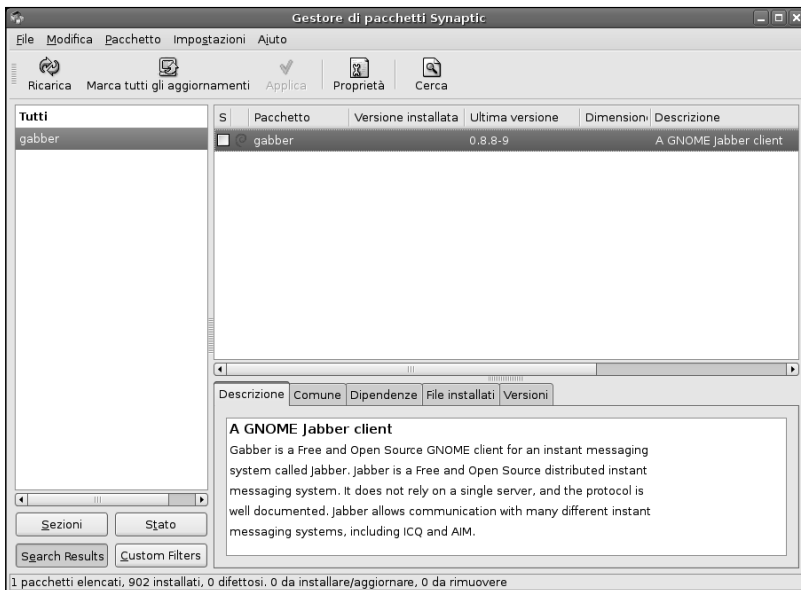 Gestore di pacchetti Synaptic
File Modifica Pacchetto Impostazioni Aiuto
Ricarica Marca tutti gli aggiornamenti Applica Proprietà Cerca
Tutti
gabber
S Pacchetto Versione installata Ultima versione Dimension Descrizione
gabber 0.8.8-9 A GNOME Jabber client
Descrizione Comune Dipendenze File installati Versioni
A GNOME Jabber client
Gabber is a Free and Open Source GNOME client for an instant messaging
system called Jabber. Jabber is a Free and Open Source distributed instant
messaging system. It does not rely on a single server, and the protocol is
well documented. Jabber allows communication with many different instant
messaging systems, including ICQ and AIM.
Sezioni Stato
Search Results Custom Filters
1 pacchetti elencati, 902 installati, 0 difettosi. 0 da installare/aggiornare, 0 da rimuovere